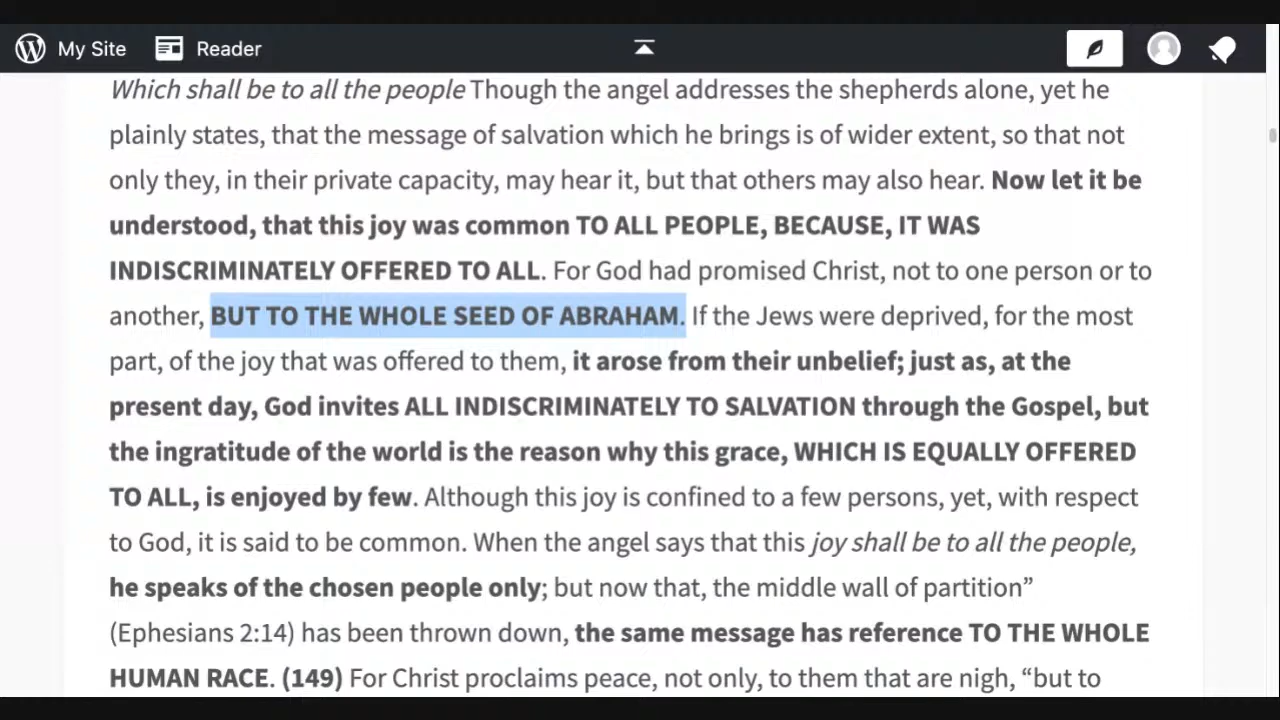 My Site Reader
Which shall be to all the people Though the angel addresses the shepherds alone, yet he
plainly states, that the message of salvation which he brings is of wider extent, so that not
only they, in their private capacity, may hear it, but that others may also hear. Now let it be
understood, that this joy was common TO ALL PEOPLE, BECAUSE, IT WAS
INDISCRIMINATELY OFFERED TO ALL. For God had promised Christ, not to one person or to
another, BUT TO THE WHOLE SEED OF ABRAHAM. If the Jews were deprived, for the most
part, of the joy that was offered to them, it arose from their unbelief; just as, at the
present day, God invites ALL INDISCRIMINATELY TO SALVATION through the Gospel, but
the ingratitude of the world is the reason why this grace, WHICH IS EQUALLY OFFERED
TO ALL, is enjoyed by few. Although this joy is confined to a few persons, yet, with respect
to God, it is said to be common. When the angel says that this joy shall be to all the people,
he speaks of the chosen people only; but now that, the middle wall of partition”
(Ephesians 2:14) has been thrown down, the same message has reference TO THE WHOLE
HUMAN RACE. (149) For Christ proclaims peace, not only, to them that are nigh, “but to